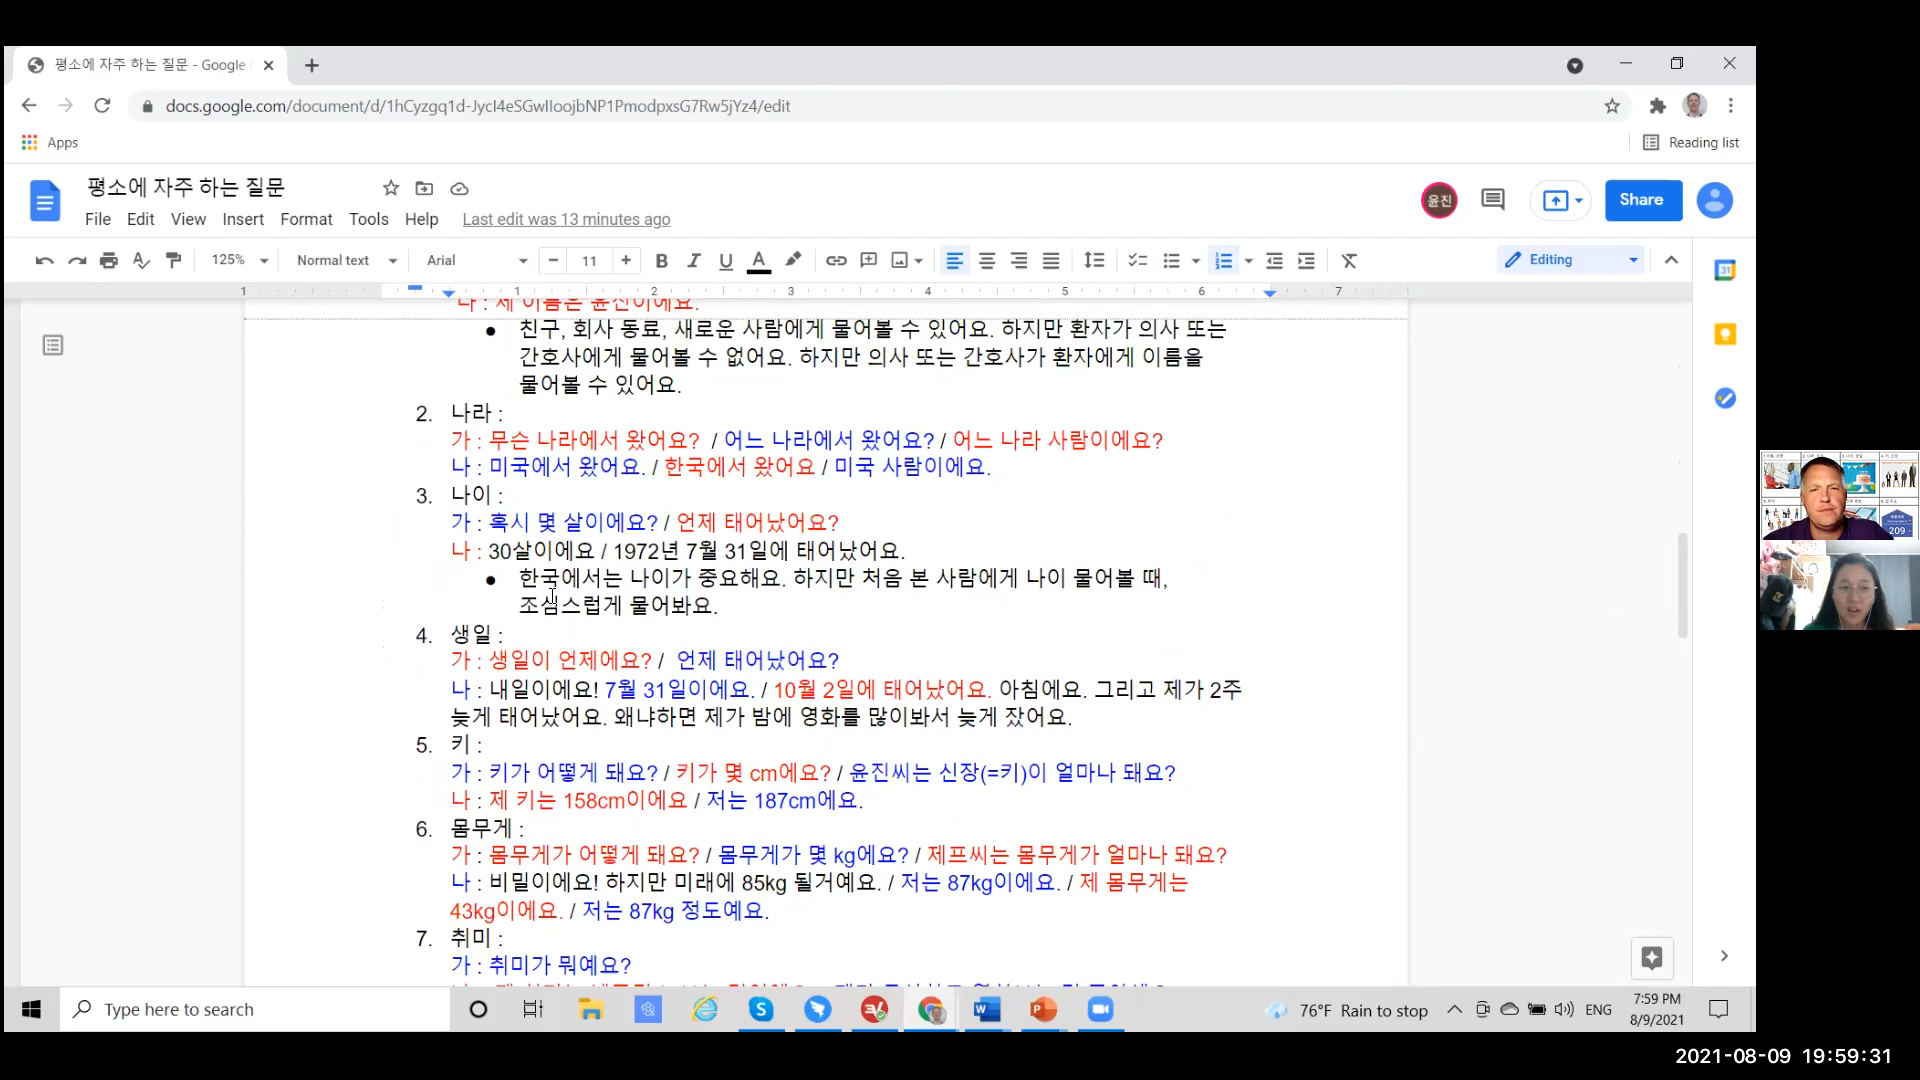 평소에 자주 하는 질문 - Google
docs.google.com/document/d/1hCyzgq1d-JycI4eSGwIIoojbNP1PmodpxsG7Rw5jYz4/edit
Apps
Reading list
평소에 자주 하는 질문
File Edit View Insert Format Tools Help Last edit was 13 minutes ago
윤진
Share
125% Normal text Arial 11 B I U A
Editing
31
1 1 2 3 4 5 6 7
나 : 제 이름은 윤진이에요.
● 친구, 회사 동료, 새로운 사람에게 물어볼 수 있어요. 하지만 환자가 의사 또는
간호사에게 물어볼 수 없어요. 하지만 의사 또는 간호사가 환자에게 이름을
물어볼 수 있어요.
2. 나라 :
가 : 무슨 나라에서 왔어요? / 어느 나라에서 왔어요? / 어느 나라 사람이에요?
나 : 미국에서 왔어요. / 한국에서 왔어요 / 미국 사람이에요.
3. 나이 :
가 : 혹시 몇 살이에요? / 언제 태어났어요?
나 : 30살이에요 / 1972년 7월 31일에 태어났어요.
● 한국에서는 나이가 중요해요. 하지만 처음 본 사람에게 나이 물어볼 때,
조심스럽게 물어봐요.
4. 생일 :
가 : 생일이 언제에요? / 언제 태어났어요?
나 : 내일이에요! 7월 31일이에요. / 10월 2일에 태어났어요. 아침에요. 그리고 제가 2주
늦게 태어났어요. 왜냐하면 제가 밤에 영화를 많이봐서 늦게 잤어요.
5. 키 :
가 : 키가 어떻게 돼요? / 키가 몇 cm에요? / 윤진씨는 신장(=키)이 얼마나 돼요?
나 : 제 키는 158cm이에요 / 저는 187cm에요.
6. 몸무게 :
가 : 몸무게가 어떻게 돼요? / 몸무게가 몇 kg에요? / 제프씨는 몸무게가 얼마나 돼요?
나 : 비밀이에요! 하지만 미래에 85kg 될거예요. / 저는 87kg이에요. / 제 몸무게는
43kg이에요. / 저는 87kg 정도예요.
7. 취미 :
가 : 취미가 뭐예요?
209
Type here to search
76°F Rain to stop
ENG
7:59 PM
8/9/2021
2021-08-09 19:59:31